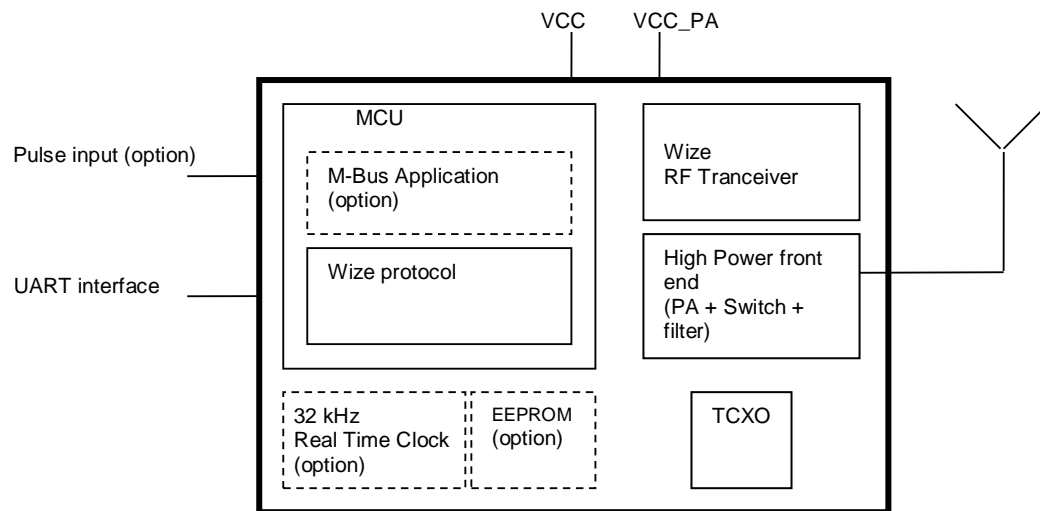 VCC
VCC_PA
MCU
Pulse input (option)
M-Bus Application
(option)
Wize
RF Tranceiver
UART interface
Wize protocol
High Power front
end
(PA + Switch +
filter)
32 kHz
Real Time Clock
(option)
EEPROM
(option)
TCXO